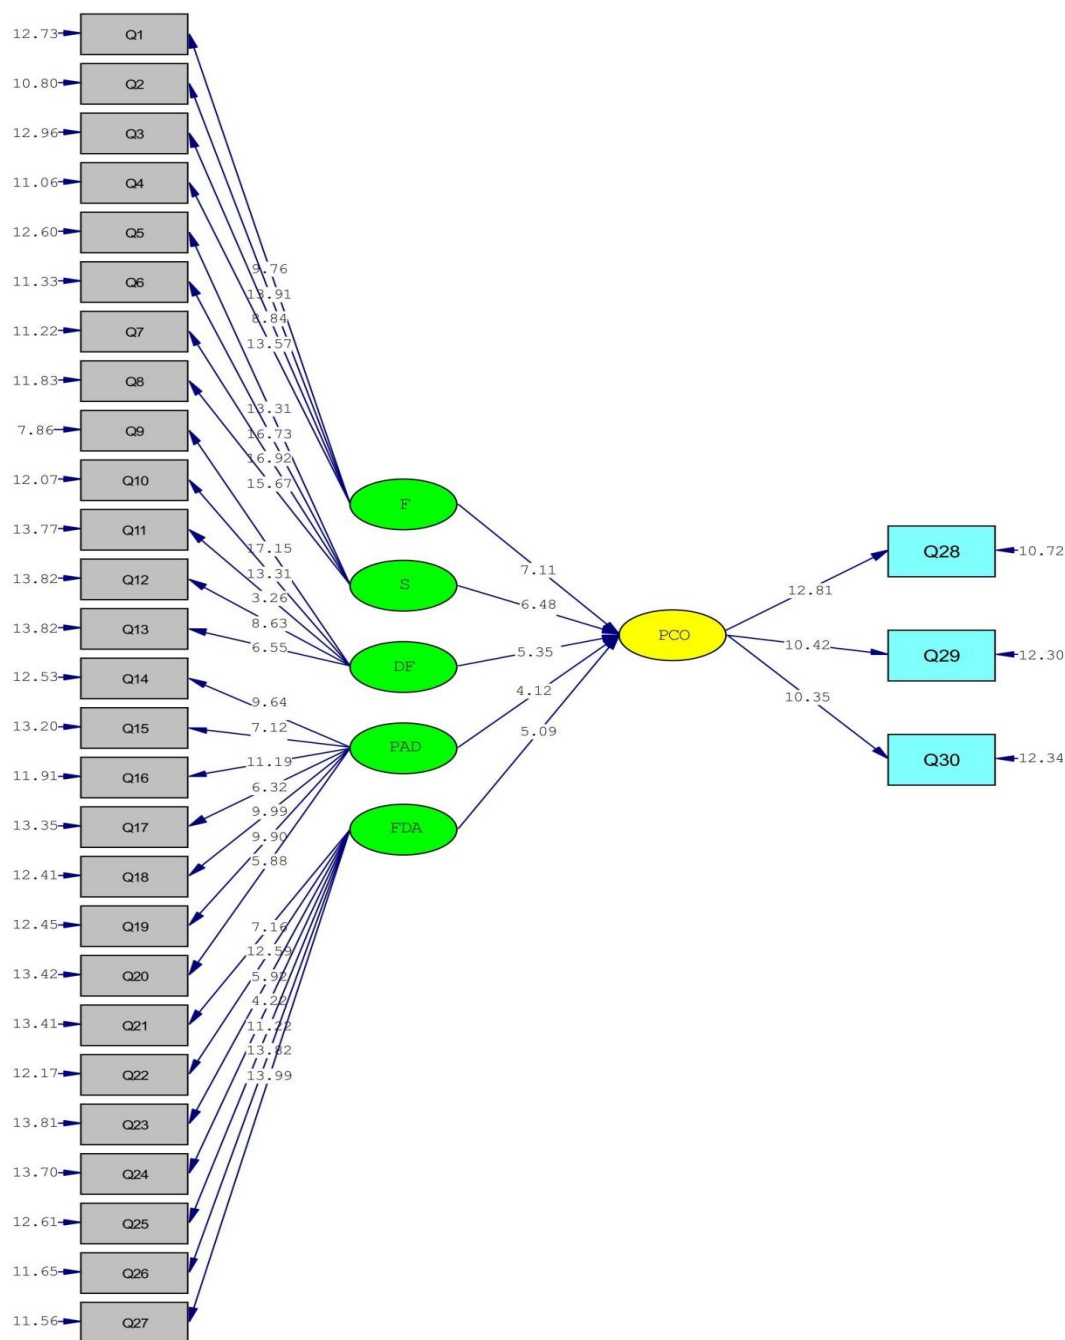 12.73 Q1
10.80 Q2
12.96 Q3
11.06 Q4
12.60 Q5
11.33 Q6
11.22 Q7
11.83 Q8
7.86 Q9
12.07 Q10
13.77 Q11
13.82 Q12
13.82 Q13
12.53 Q14
13.20 Q15
11.91 Q16
13.35 Q17
12.41 Q18
12.45 Q19
13.42 Q20
13.41 Q21
12.17 Q22
13.81 Q23
13.70 Q24
12.61 Q25
11.65 Q26
11.56 Q27
9.76
13.91
8.84
13.57
13.31
16.73
16.92
15.67
17.15
13.31
3.26
8.63
6.55
9.64
7.12
11.19
6.32
9.99
9.90
5.88
7.16
12.59
5.92
4.22
11.22
13.82
13.99
F
S
DF
PAD
FDA
7.11
6.48
5.35
4.12
5.09
PCO
12.81
10.42
10.35
Q28 10.72
Q29 12.30
Q30 12.34